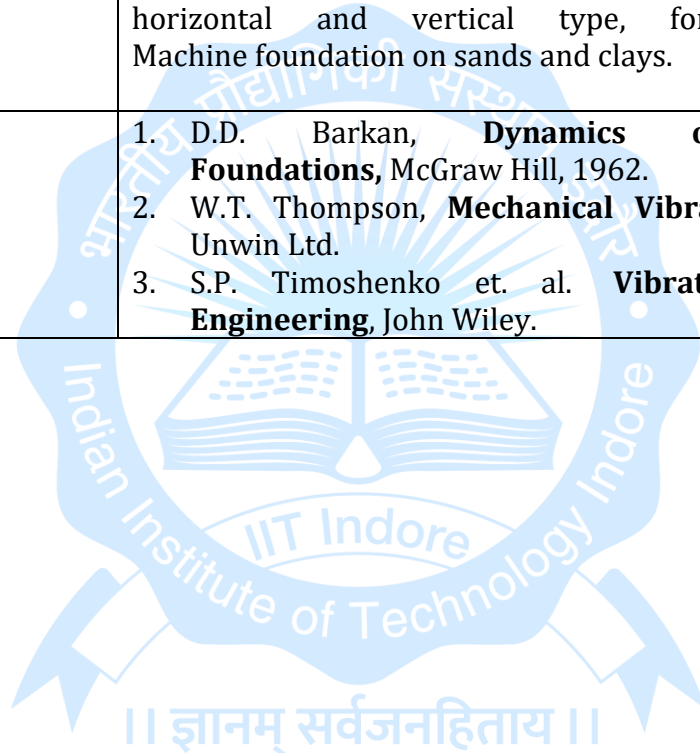 horizontal and vertical type, for
Machine foundation on sands and clays.
1. D.D. Barkan, Dynamics
Foundations, McGraw Hill, 1962.
2. W.T. Thompson, Mechanical
Unwin Ltd.
3. S.P. Timoshenko et. al.
Engineering, John Wiley.
भारतीय प्रौद्योगिकी संस्थान इंदौर
Indian Institute of Technology Indore
IIT Indore
।। ज्ञानम् सर्वजनहिताय ।।